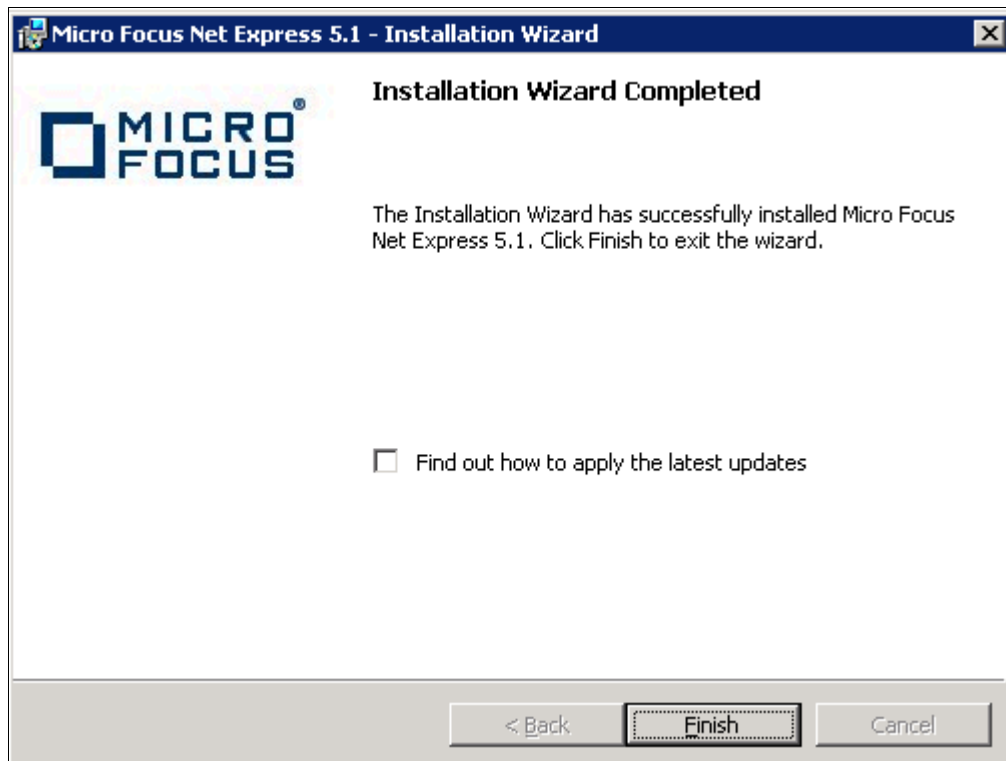 Micro Focus Net Express 5.1 - Installation Wizard
MICRO
FOCUS
®
Installation Wizard Completed
The Installation Wizard has successfully installed Micro Focus
Net Express 5.1. Click Finish to exit the wizard.
Find out how to apply the latest updates
< Back
Finish
Cancel